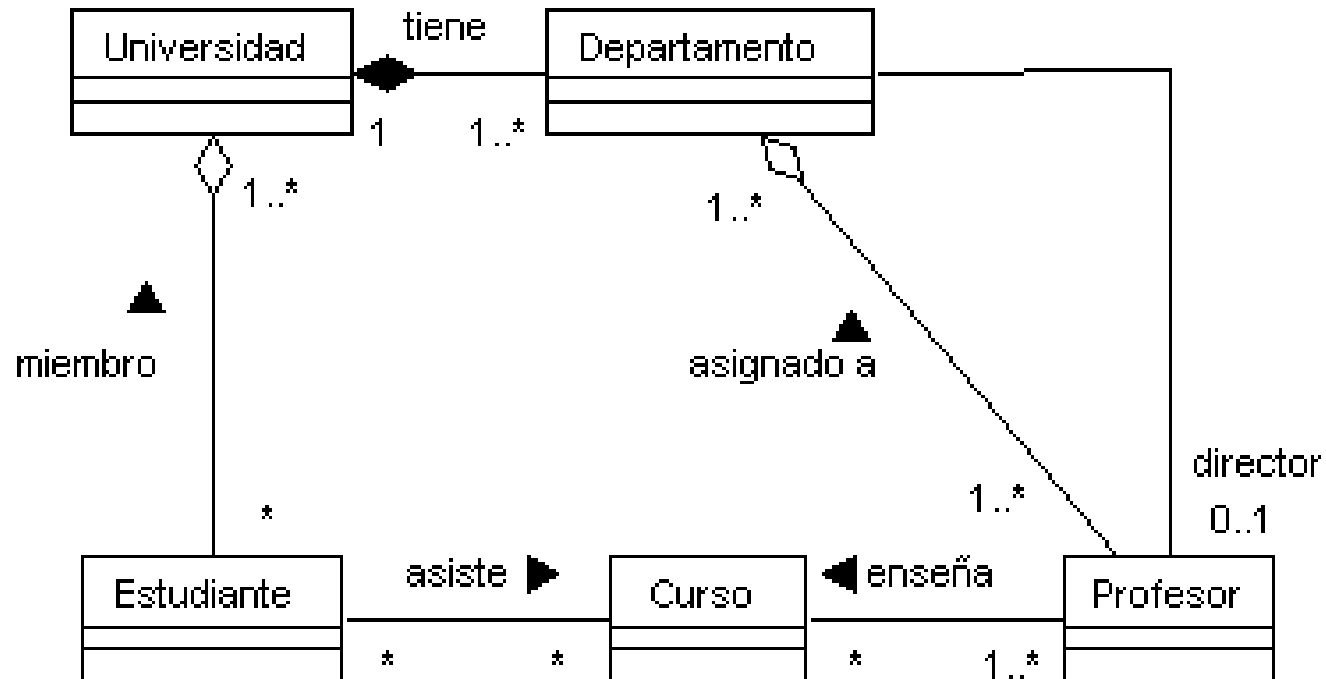 tiene
Universidad
Departamento
1
1..*
1..*
1..*
miembro
asignado a
director
1..*
0..1
*
asiste
enseña
Estudiante
Curso
Profesor
*
*
*
1..*